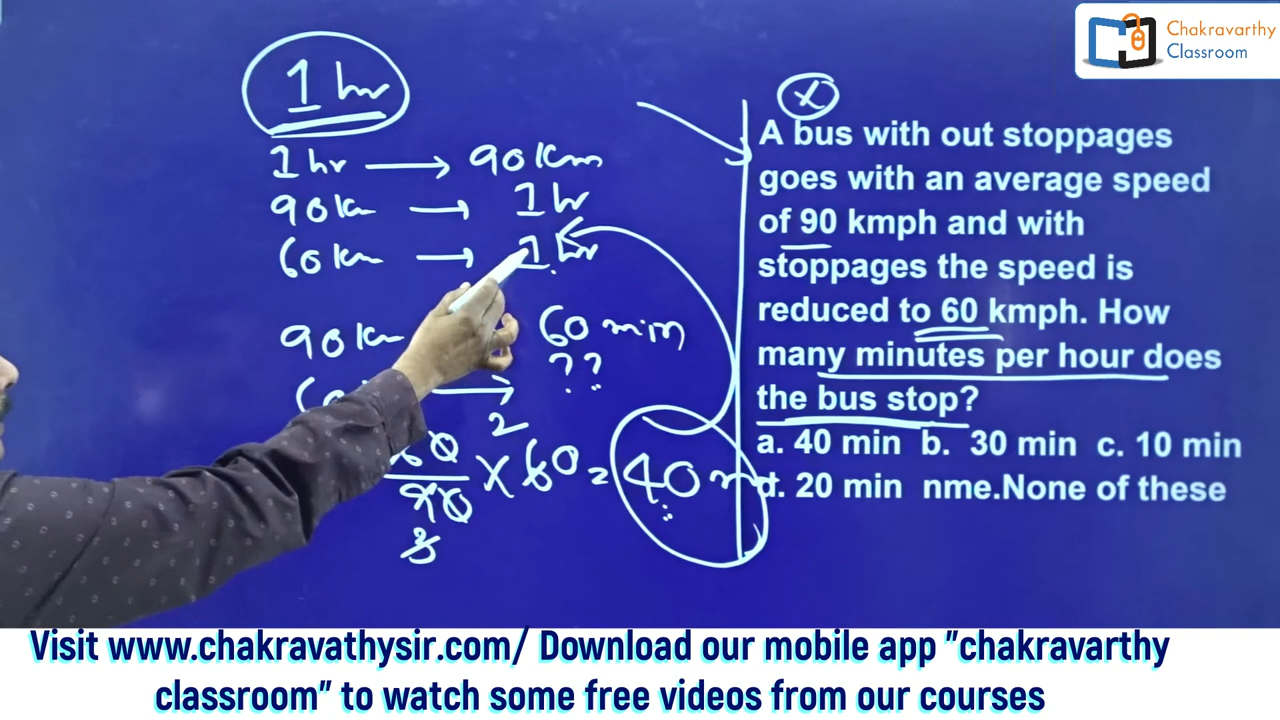 Chakravarthy
Classroom
1 hr
1 hr → 90 Km
90 Km → 1 hr
60 Km → 1 hr
90 Km 60 min
→ ??
2
60 × 60 = 40 m
90
3
x
A bus with out stoppages
goes with an average speed
of 90 kmph and with
stoppages the speed is
reduced to 60 kmph. How
many minutes per hour does
the bus stop?
a. 40 min b. 30 min c. 10 min
d. 20 min nme.None of these
Visit www.chakravathysir.com/ Download our mobile app "chakravarthy
classroom" to watch some free videos from our courses